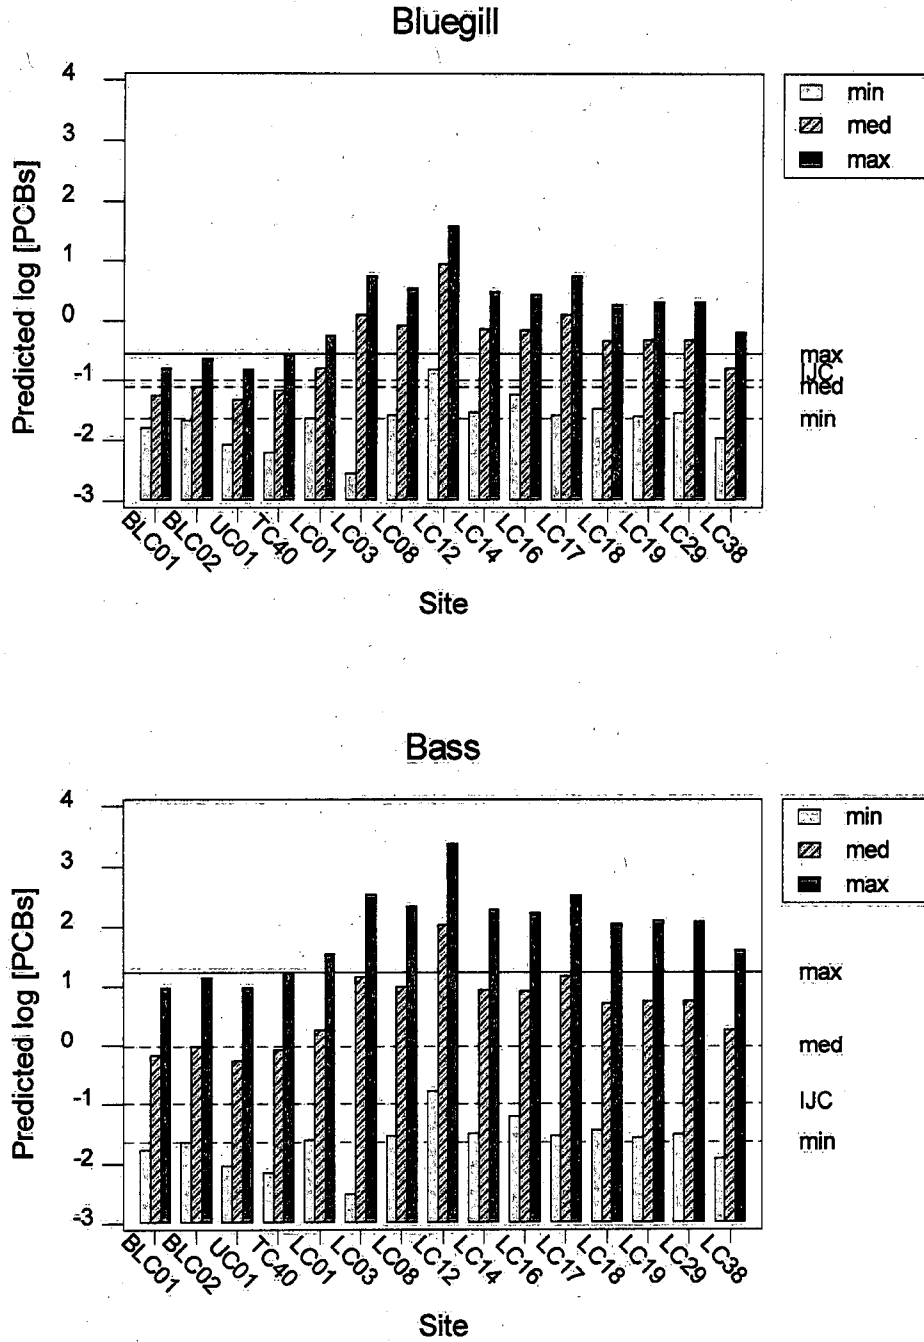 Bluegill
4
3
2
1
0
-1
-2
-3
Predicted log [PCBs]
min
med
max
max
IJC
med
min
BLC01
BLC02
UC01
TC40
LC01
LC03
LC08
LC12
LC14
LC16
LC17
LC18
LC19
LC29
LC38
Site
Bass
4
3
2
1
0
-1
-2
-3
Predicted log [PCBs]
min
med
max
max
med
IJC
min
BLC01
BLC02
UC01
TC40
LC01
LC03
LC08
LC12
LC14
LC16
LC17
LC18
LC19
LC29
LC38
Site